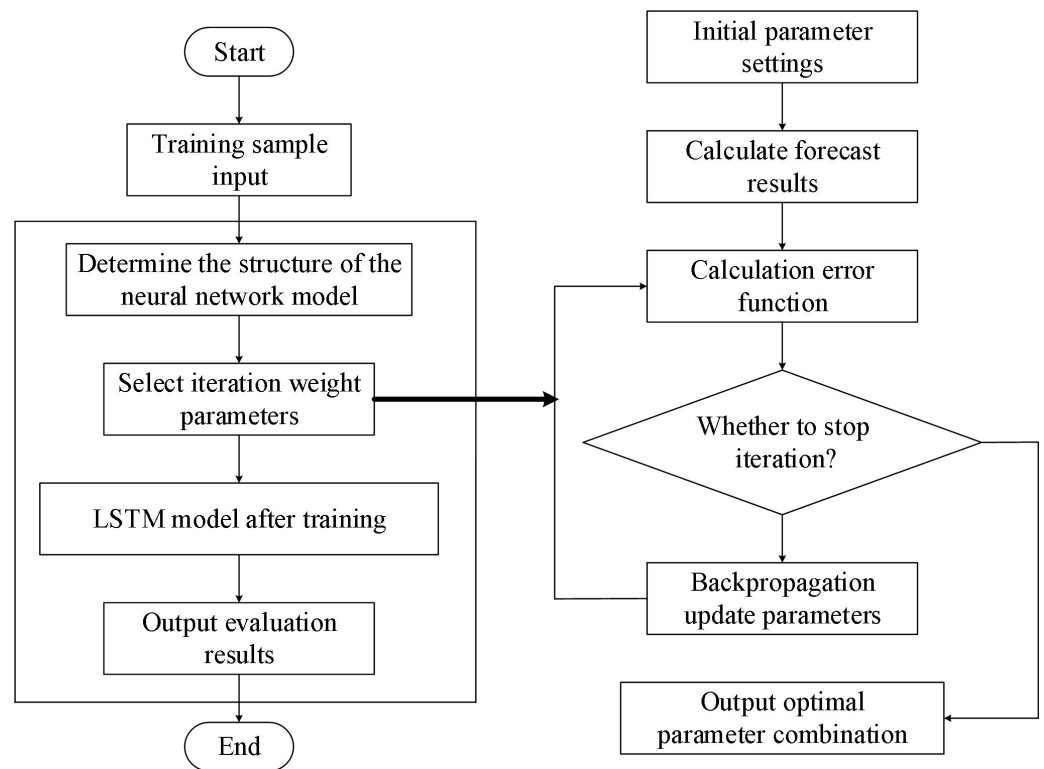 Start
Training sample
input
Determine the structure of the
neural network model
Select iteration weight
parameters
LSTM model after training
Output evaluation
results
End
Initial parameter
settings
Calculate forecast
results
Calculation error
function
Whether to stop
iteration?
Backpropagation
update parameters
Output optimal
parameter combination